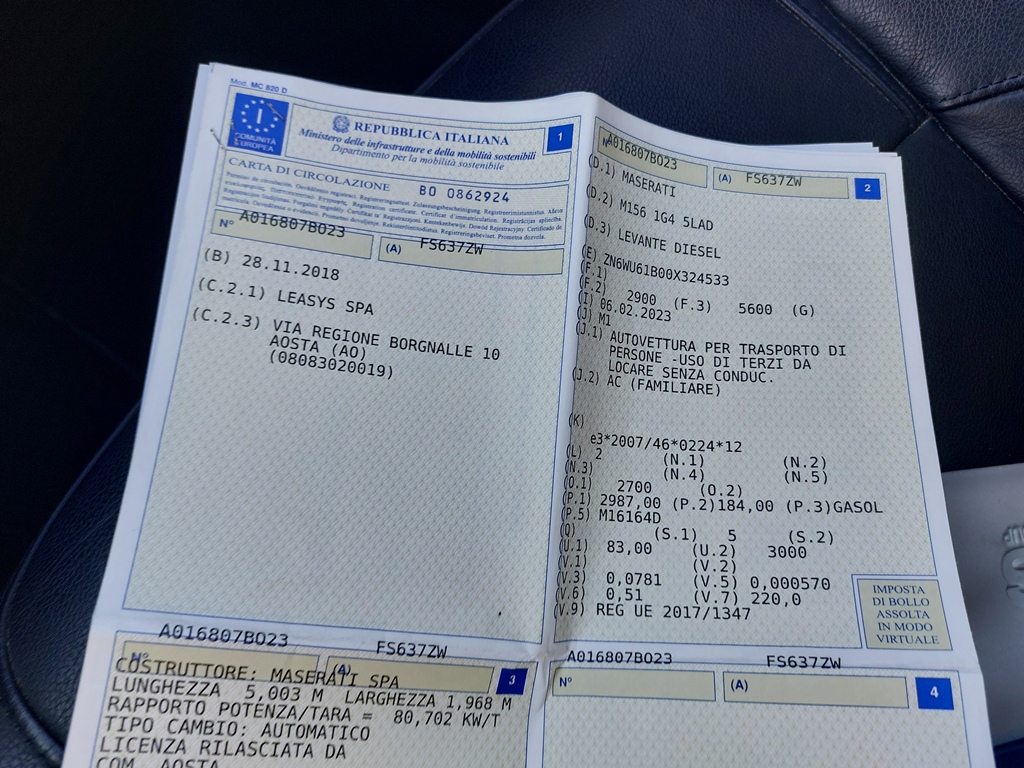 Mod. MC 820 D
I
COMUNITÀ
EUROPEA
REPUBBLICA ITALIANA
Ministero delle infrastrutture e della mobilità sostenibili
Dipartimento per la mobilità sostenibile
1
CARTA DI CIRCOLAZIONE
BO 0862924
N° A016807BO23
(A) FS637ZW
(B) 28.11.2018
(C.2.1) LEASYS SPA
(C.2.3) VIA REGIONE BORGNALLE 10
AOSTA (AO)
(08083020019)
N° A016807BO23
(A) FS637ZW
2
(D.1) MASERATI
(D.2) M156 1G4 5LAD
(D.3) LEVANTE DIESEL
(E) ZN6WU61B00X324533
(F.1)
(F.2) 2900 (F.3) 5600 (G)
(I) 06.02.2023
(J) M1
(J.1) AUTOVETTURA PER TRASPORTO DI
PERSONE -USO DI TERZI DA
LOCARE SENZA CONDUC.
(J.2) AC (FAMILIARE)
(K)
e3*2007/46*0224*12
(L) 2 (N.1) (N.2)
(N.3) (N.4) (N.5)
(O.1) 2700 (O.2)
(P.1) 2987,00 (P.2)184,00 (P.3)GASOL
(P.5) M16164D
(Q) (S.1) 5 (S.2)
(U.1) 83,00 (U.2) 3000
(V.1) (V.2)
(V.3) 0,0781 (V.5) 0,000570
(V.6) 0,51 (V.7) 220,0
(V.9) REG UE 2017/1347
IMPOSTA
DI BOLLO
ASSOLTA
IN MODO
VIRTUALE
A016807BO23 FS637ZW
N° (A) 3
COSTRUTTORE: MASERATI SPA
LUNGHEZZA 5,003 M LARGHEZZA 1,968 M
RAPPORTO POTENZA/TARA = 80,702 KW/T
TIPO CAMBIO: AUTOMATICO
LICENZA RILASCIATA DA
COM. AOSTA
A016807BO23 FS637ZW
N° (A) 4